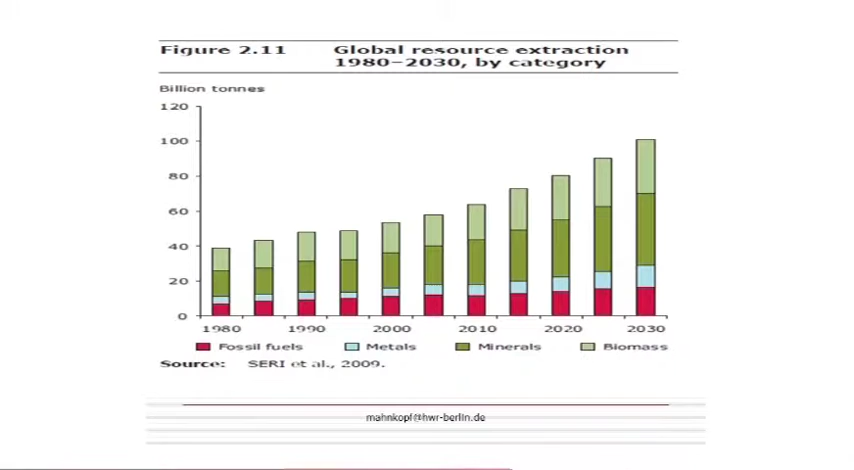 Figure 2.11 Global resource extraction
1980–2030, by category
Billion tonnes
120
100
80
60
40
20
0
1980 1990 2000 2010 2020 2030
Fossil fuels Metals Minerals Biomass
Source: SERI et al., 2009.
mahnkopf@hwr-berlin.de